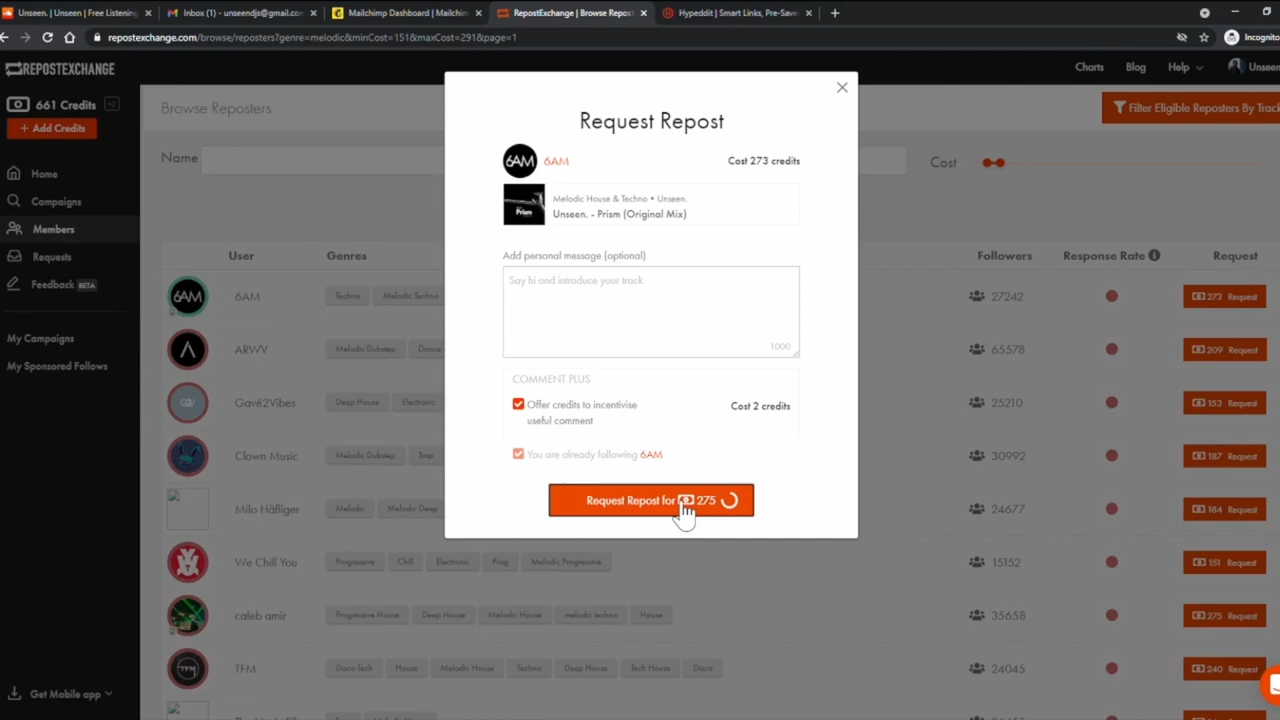 Unseen. | Unseen | Free Listening
Inbox (1) - unseendjs@gmail.com
Mailchimp Dashboard | Mailchim
RepostExchange | Browse Repos
Hypeddit | Smart Links, Pre-Save
repostexchange.com/browse/reposters?genre=melodic&minCost=151&maxCost=291&page=1
Incognito
REPOSTEXCHANGE
Charts
Blog
Help
Unseen
661 Credits
+2
+ Add Credits
Home
Campaigns
Members
Requests
Feedback BETA
My Campaigns
My Sponsored Follows
Get Mobile app
Browse Reposters
Filter Eligible Reposters By Track
Name
Cost
User
Genres
Followers
Response Rate
Request
6AM
6AM
Techno
Melodic Techno
27242
273 Request
ARWV
Melodic Dubstep
Dance
65578
209 Request
Gav62Vibes
Deep House
Electronic
25210
153 Request
Clown Music
Melodic Dubstep
Trap
30992
187 Request
Milo Häfliger
Melodic
Melodic Deep
24677
184 Request
We Chill You
Progressive
Chill
Electronic
Prog
Melodic Progressive
15152
151 Request
caleb amir
Progressive House
Deep House
Melodic House
melodic techno
House
35658
275 Request
TFM
TFM
Disco Tech
House
Melodic House
Techno
Deep House
Tech House
Disco
24045
240 Request
Request Repost
6AM
6AM
Cost 273 credits
Prism
Melodic House & Techno • Unseen.
Unseen. - Prism (Original Mix)
Add personal message (optional)
Say hi and introduce your track
1000
COMMENT PLUS
Offer credits to incentivise
useful comment
Cost 2 credits
You are already following 6AM
Request Repost for 275